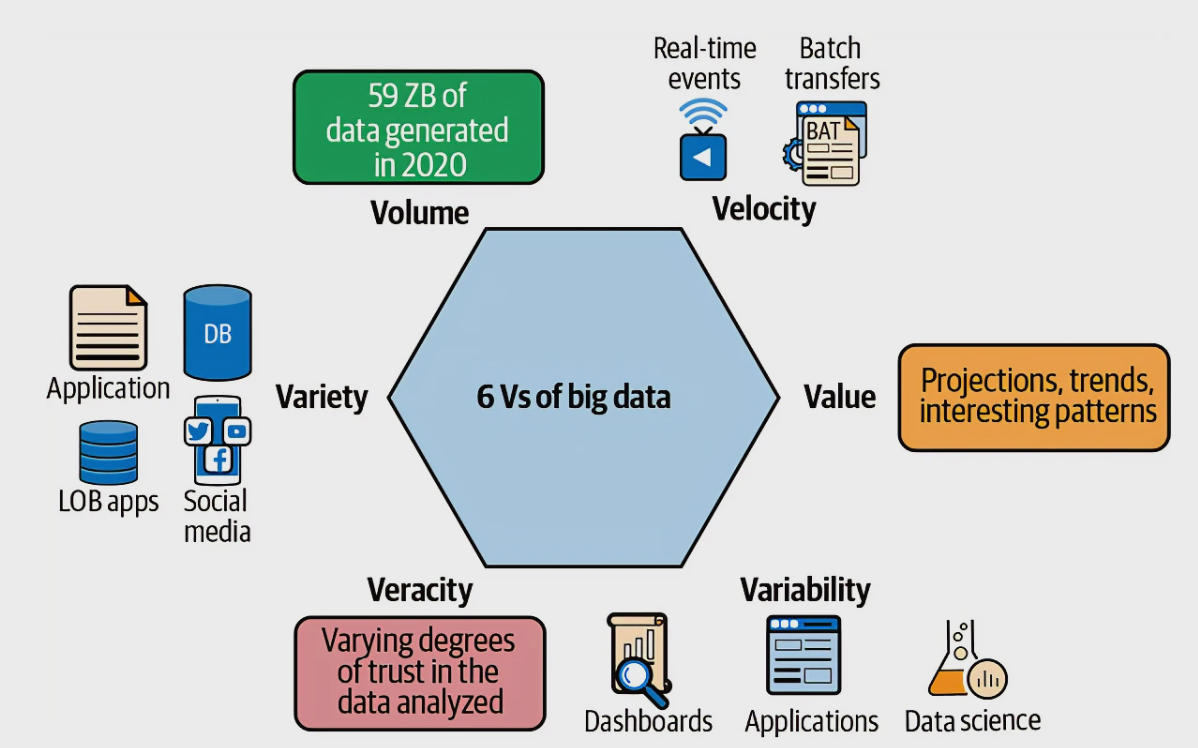 Real-time
events
Batch
transfers
59 ZB of
data generated
in 2020
BAT
Volume
Velocity
DB
Application
Variety
6 Vs of big data
Value
Projections, trends,
interesting patterns
LOB apps
Social
media
Veracity
Variability
Varying degrees
of trust in the
data analyzed
Dashboards
Applications
Data science